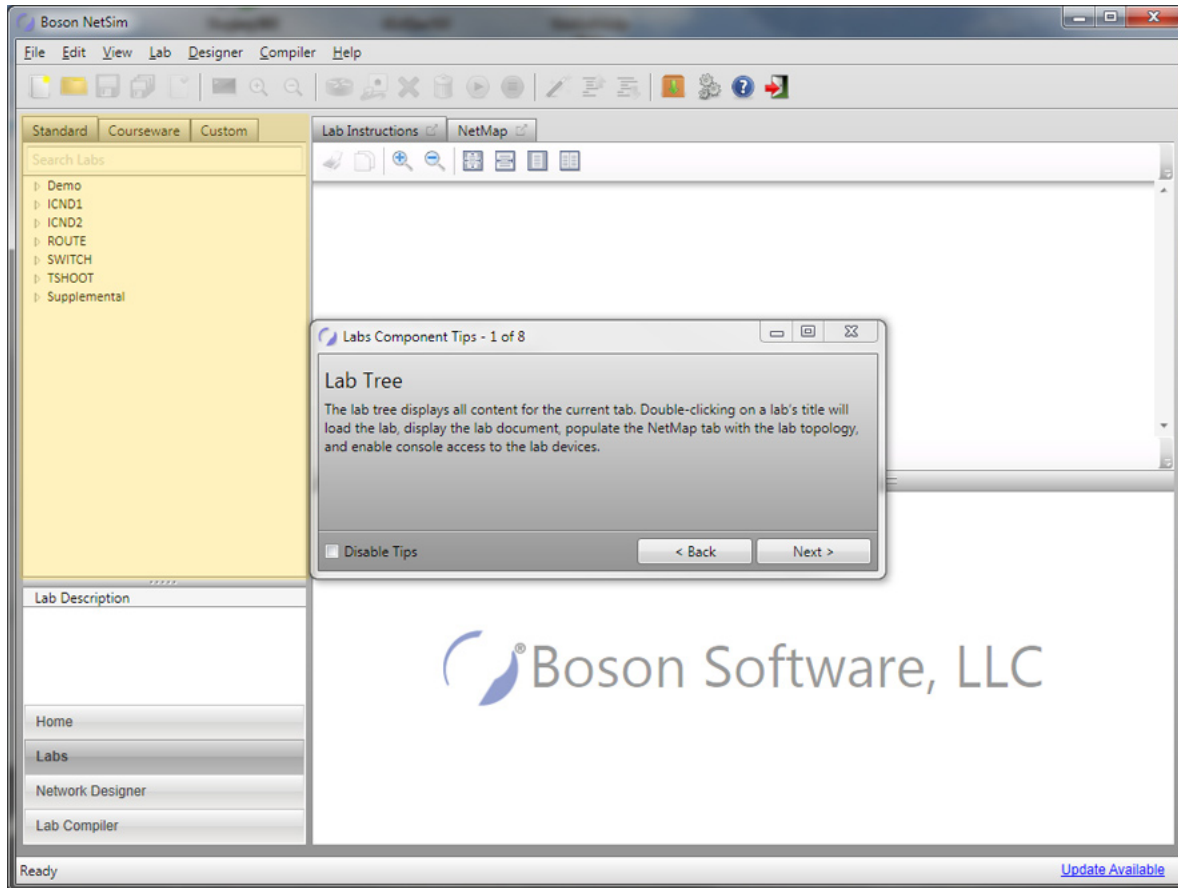 Boson NetSim
File Edit View Lab Designer Compiler Help
Standard Courseware Custom
Search Labs
Demo
ICND1
ICND2
ROUTE
SWITCH
TSHOOT
Supplemental
Lab Instructions NetMap
Labs Component Tips - 1 of 8
Lab Tree
The lab tree displays all content for the current tab. Double-clicking on a lab's title will
load the lab, display the lab document, populate the NetMap tab with the lab topology,
and enable console access to the lab devices.
Disable Tips < Back Next >
Lab Description
Home
Labs
Network Designer
Lab Compiler
® Boson Software, LLC
Ready
Update Available